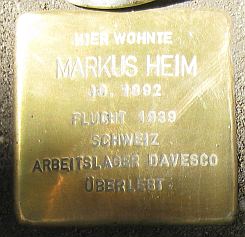 HIER WOHNTE
MARKUS HEIM
JG. 1892
FLUCHT 1939
SCHWEIZ
ARBEITSLAGER DAVESCO
ÜBERLEBT